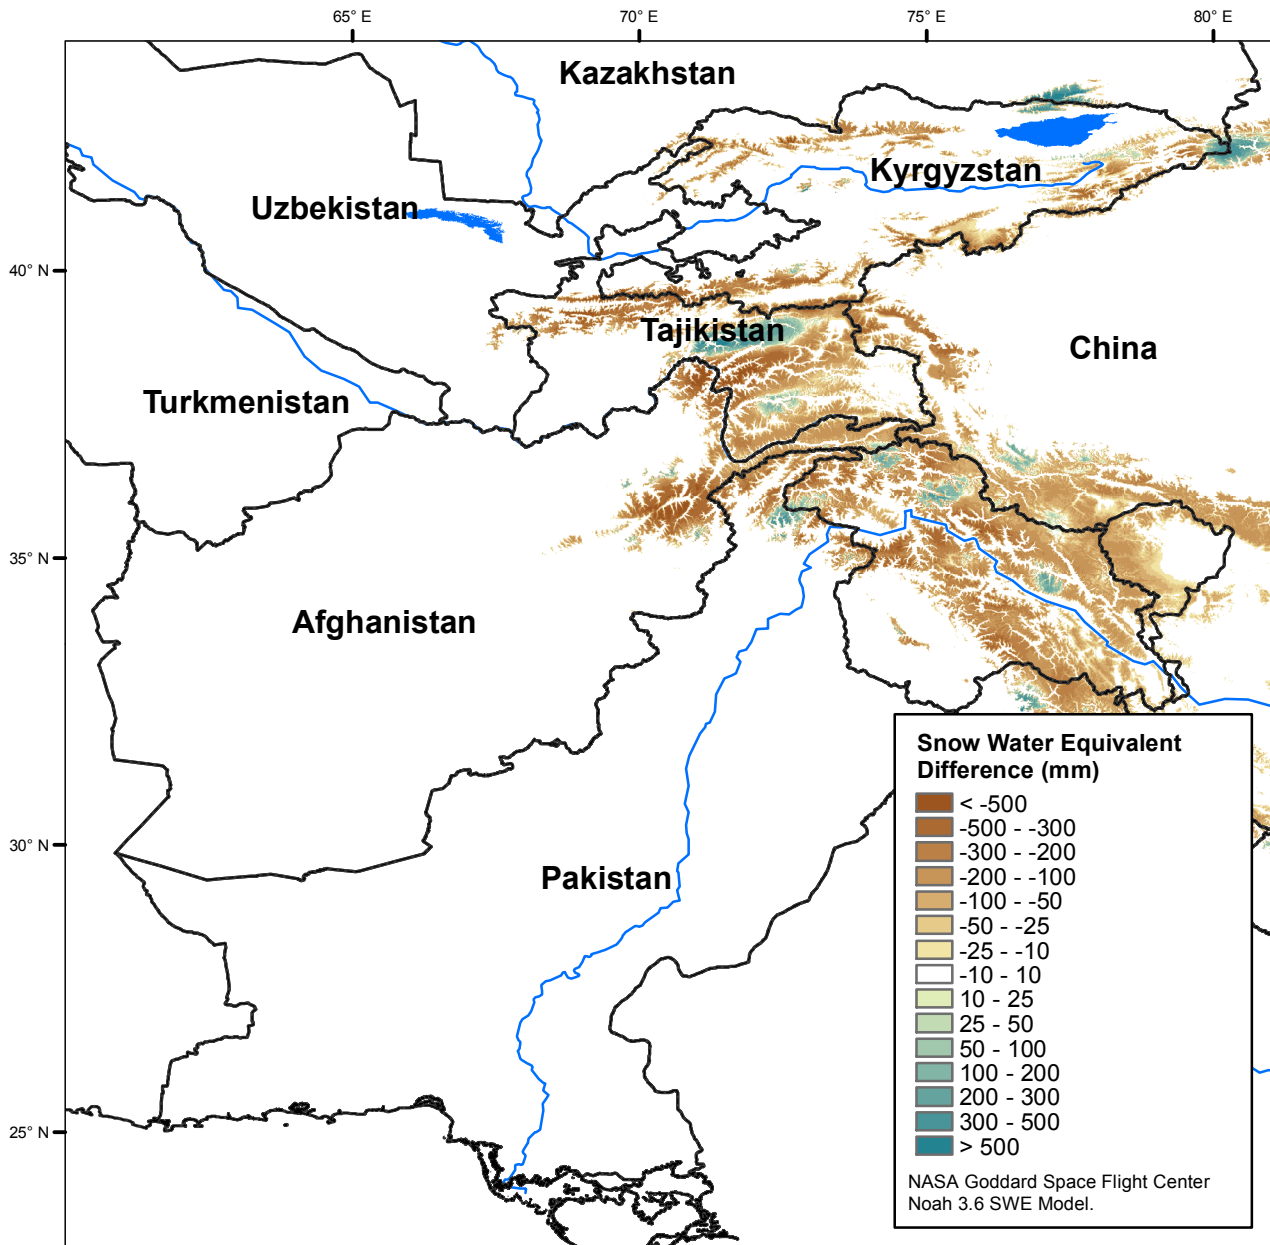 65° E
70° E
75° E
80° E
Kazakhstan
Kyrgyzstan
Uzbekistan
40° N
Tajikistan
China
Turkmenistan
35° N
Afghanistan
30° N
Pakistan
25° N
Snow Water Equivalent
Difference (mm)
< -500
-500 - -300
-300 - -200
-200 - -100
-100 - -50
-50 - -25
-25 - -10
-10 - 10
10 - 25
25 - 50
50 - 100
100 - 200
200 - 300
300 - 500
> 500
NASA Goddard Space Flight Center
Noah 3.6 SWE Model.